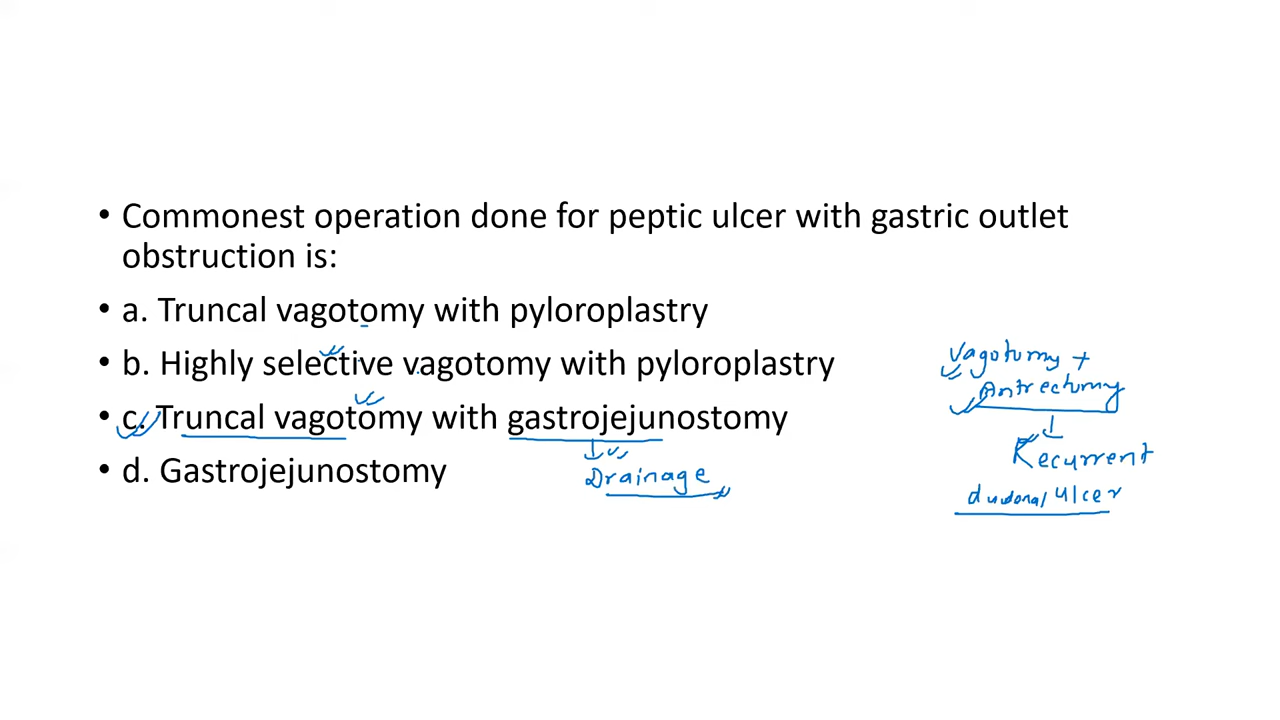 • Commonest operation done for peptic ulcer with gastric outlet
obstruction is:
• a. Truncal vagotomy with pyloroplasty
• b. Highly selective vagotomy with pyloroplastry
• c. Truncal vagotomy with gastrojejunostomy
• d. Gastrojejunostomy
Drainage
Vagotomy +
Antrectomy
Recurrent
duodenal ulcer